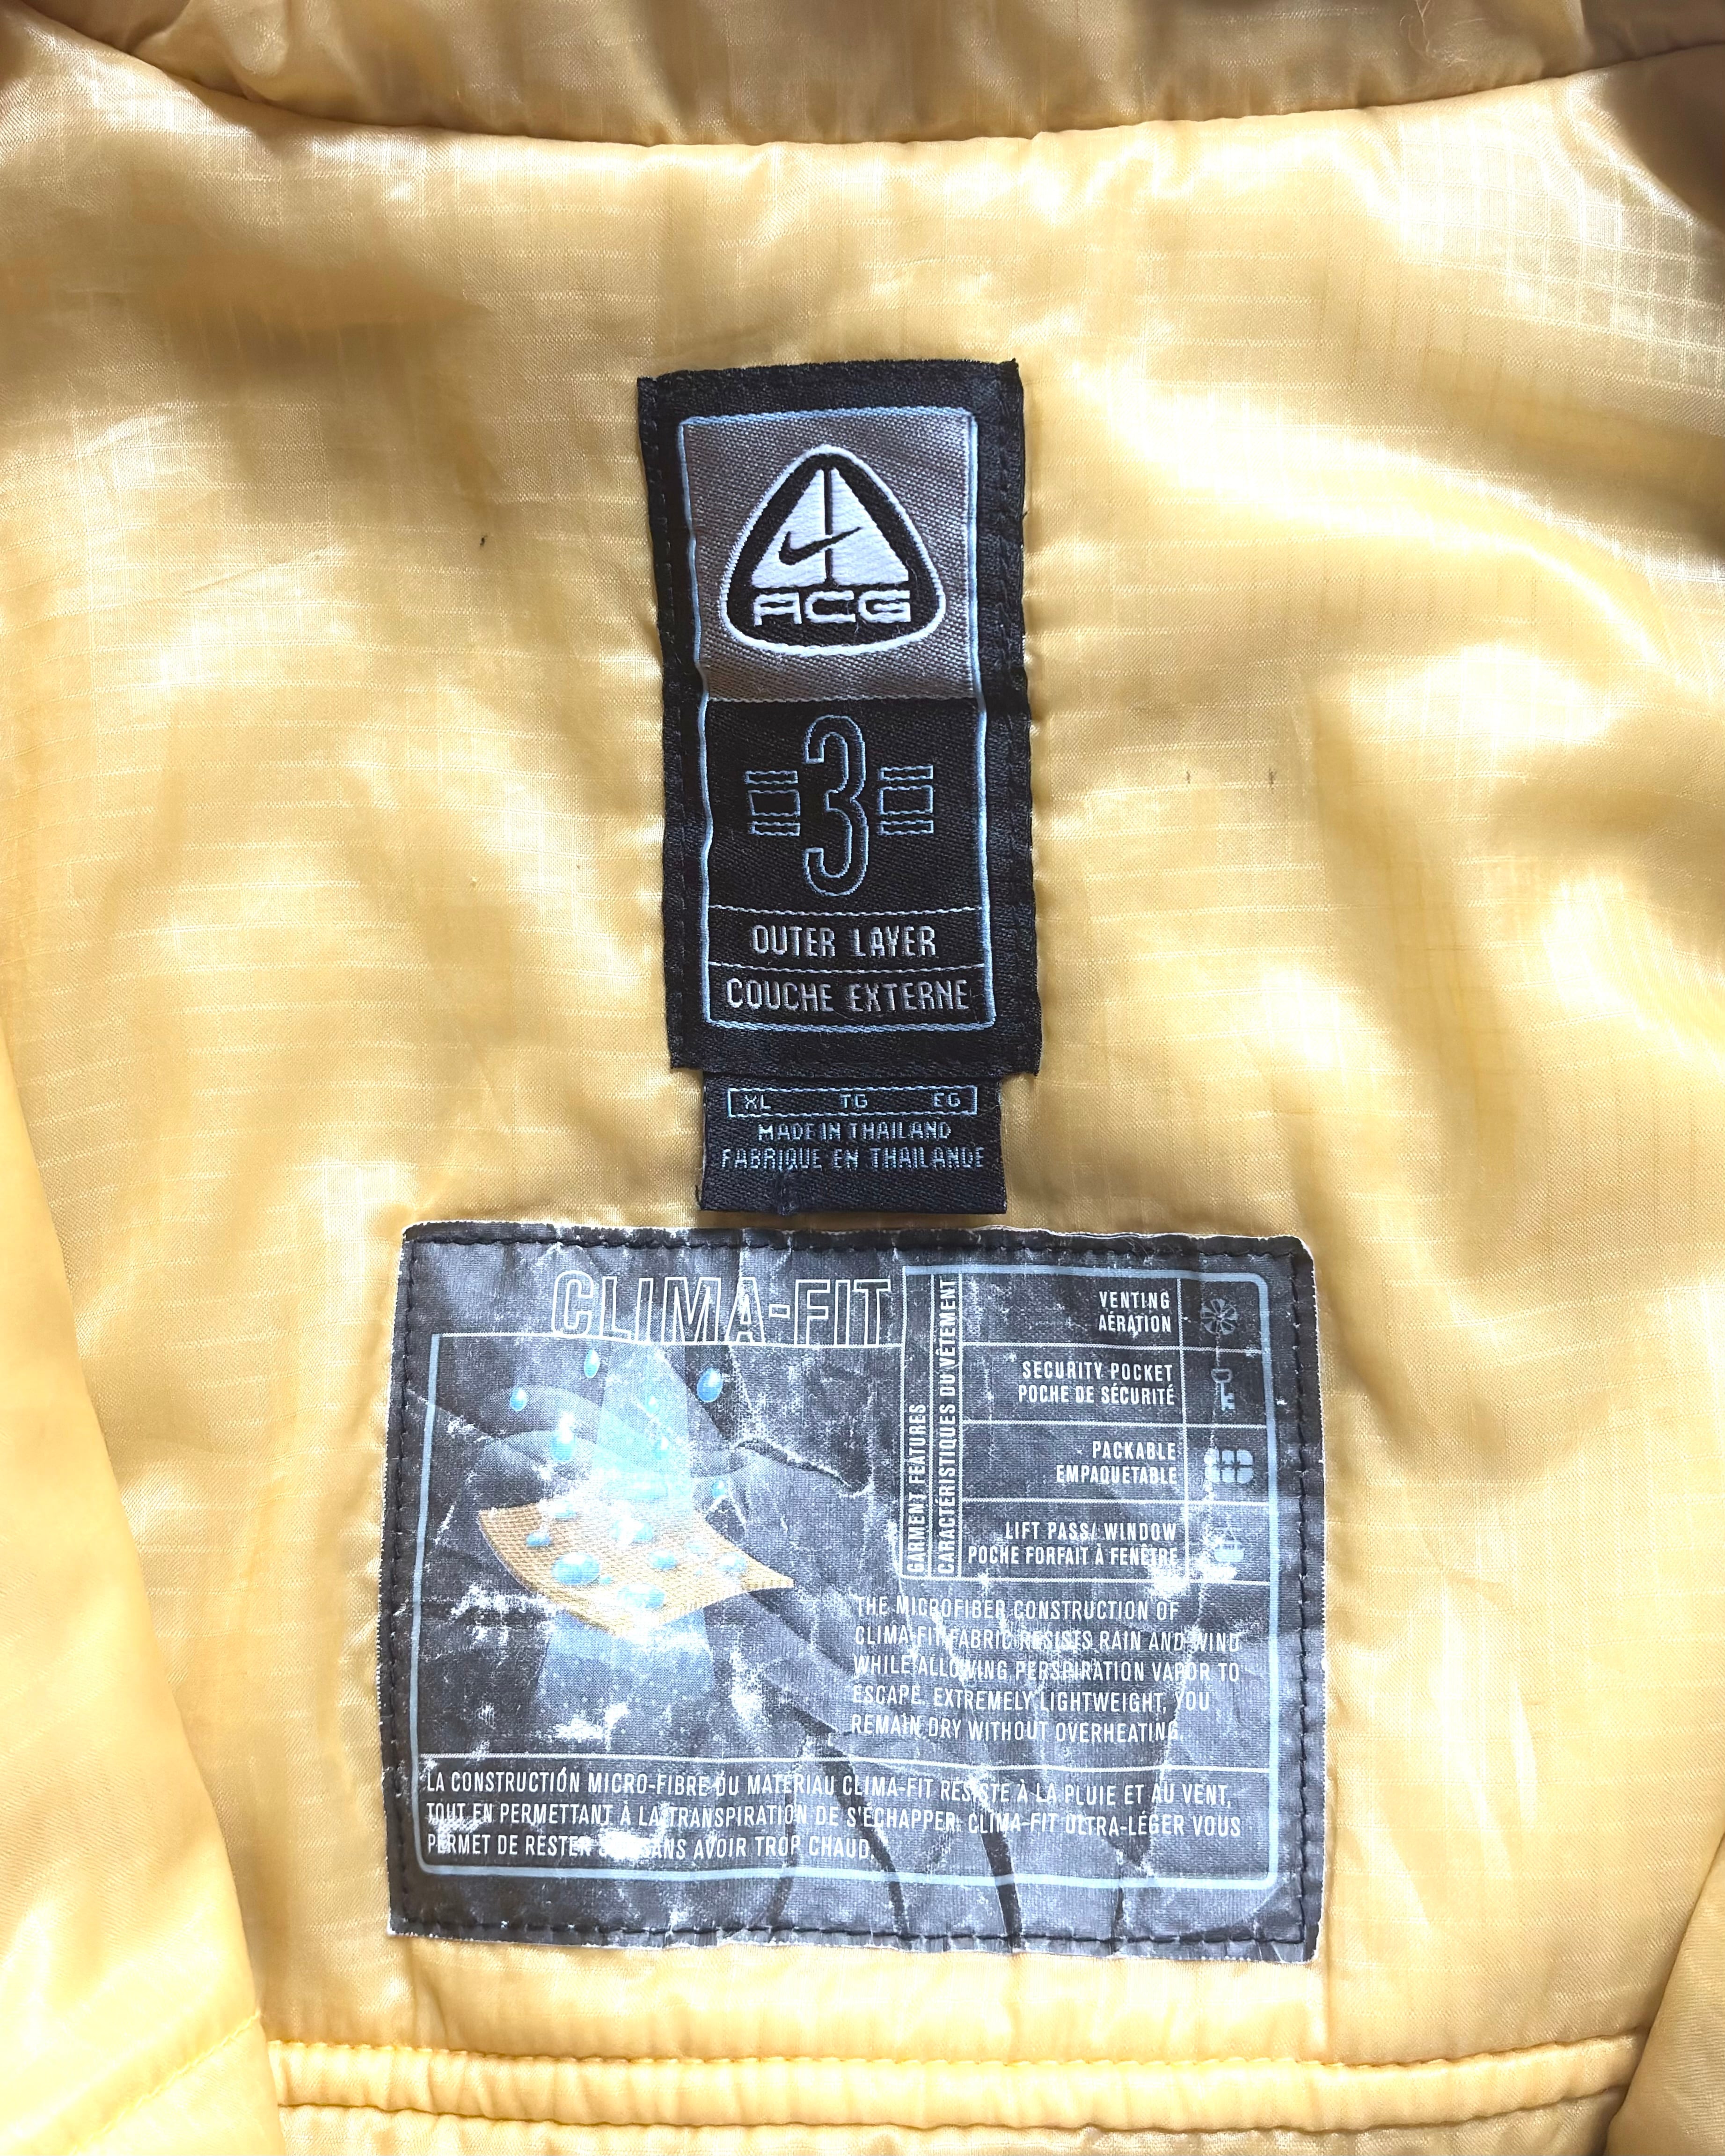 ACG
3
OUTER LAYER
COUCHE EXTERNE
XL TG EG
MADE IN THAILAND
FABRIQUE EN THAILANDE
CLIMA-FIT
GARMENT FEATURES
CARACTÉRISTIQUES DU VÊTEMENT
VENTING
AÉRATION
SECURITY POCKET
POCHE DE SÉCURITÉ
PACKABLE
EMPAQUETABLE
LIFT PASS/ WINDOW
POCHE FORFAIT À FENÊTRE
THE MICROFIBER CONSTRUCTION OF
CLIMA-FIT FABRIC RESISTS RAIN AND WIND
WHILE ALLOWING PERSPIRATION VAPOR TO
ESCAPE. EXTREMELY LIGHTWEIGHT, YOU
REMAIN DRY WITHOUT OVERHEATING.
LA CONSTRUCTIÓN MICRO-FIBRE DU MATERIAU CLIMA-FIT RÉSISTE À LA PLUIE ET AU VENT,
TOUT EN PERMETTANT À LA TRANSPIRATION DE S'ÉCHAPPER. CLIMA-FIT ULTRA-LÉGER VOUS
PERMET DE RESTER SANS AVOIR TROP CHAUD.